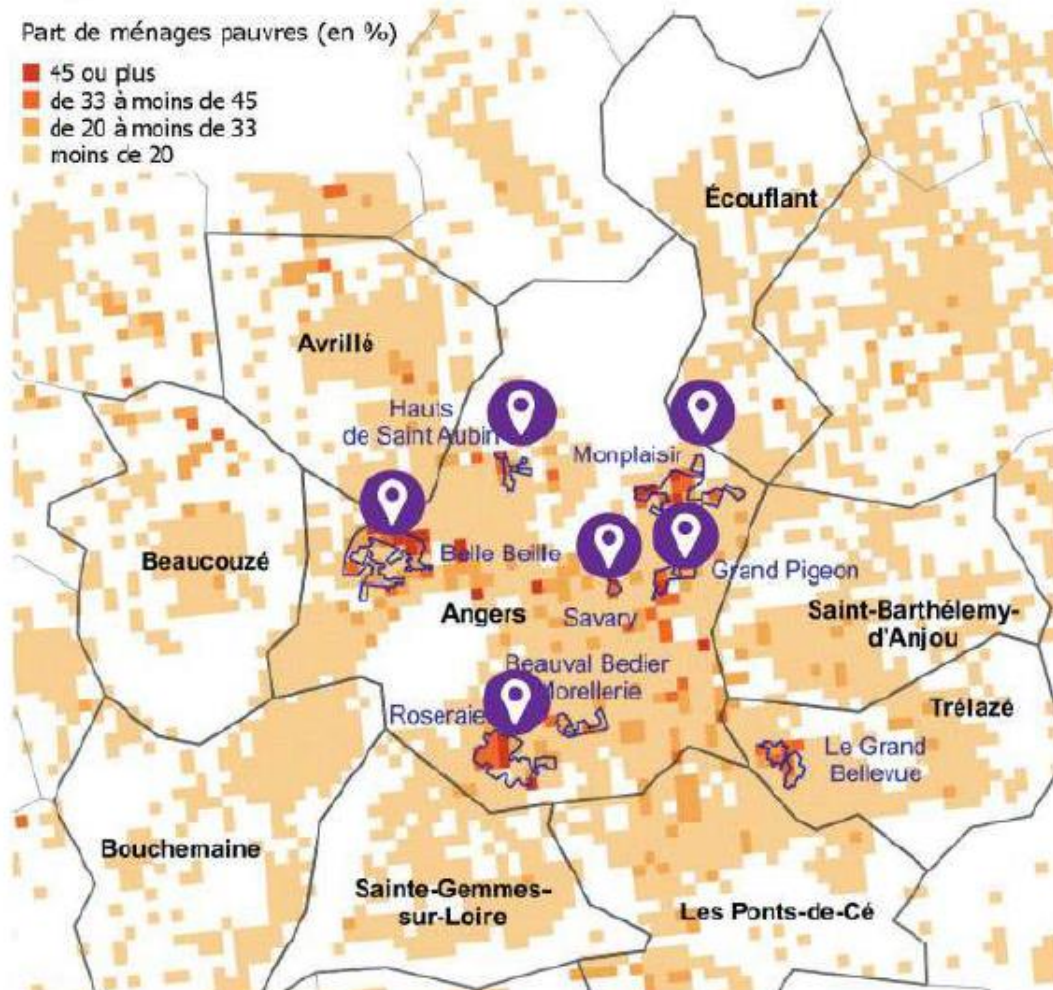 Part de ménages pauvres (en %)
45 ou plus
de 33 à moins de 45
de 20 à moins de 33
moins de 20
Écouflant
Avrillé
Hauts
de Saint Aubin
Monplaisir
Beaucouzé
Belle Beille
Grand Pigeon
Angers
Savary
Saint-Barthélemy-
d'Anjou
Beauval Bedier
Morellerie
Roseraie
Trélazé
Le Grand
Bellevue
Bouchemaine
Sainte-Gemmes-
sur-Loire
Les Ponts-de-Cé